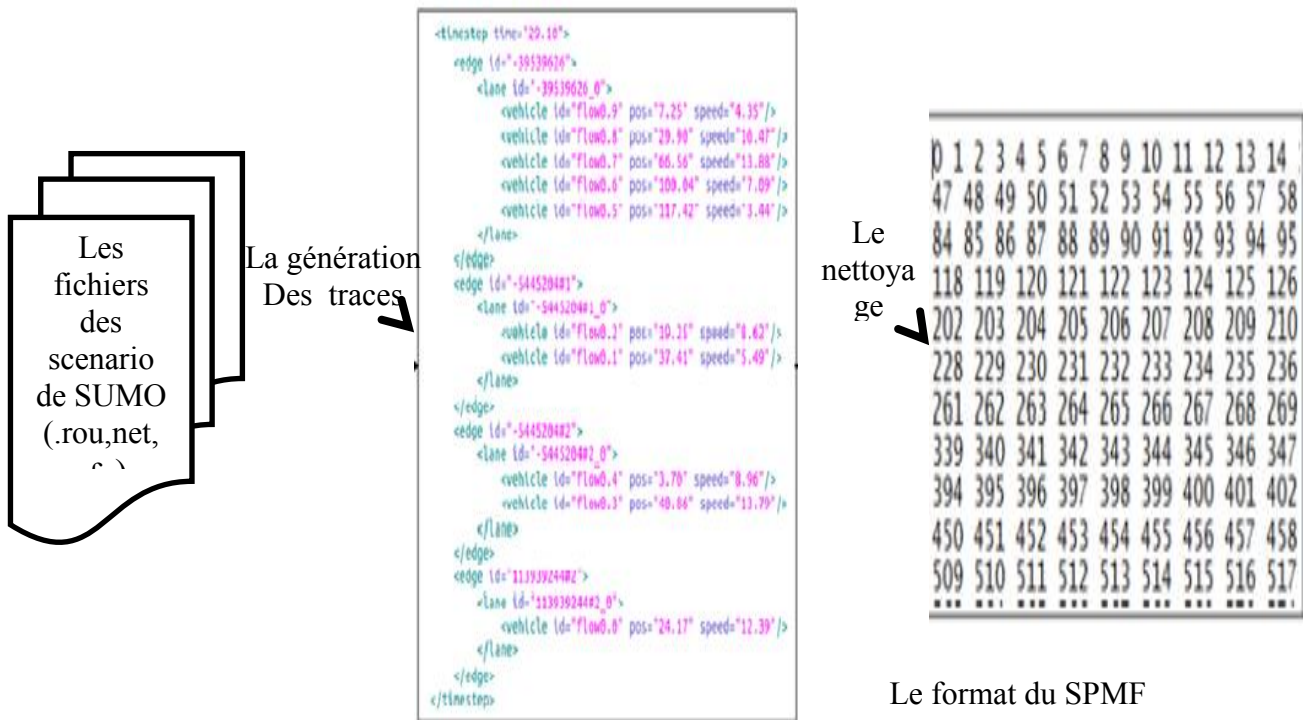 Les
fichiers
des
scenario
de SUMO
(.rou,net,
La génération
Des traces
<timestep time="20.10">
<edge id="-39539626">
<lane id="-39539626_0">
<vehicle id="flow0.9" pos="7.25" speed="4.35"/>
<vehicle id="flow0.8" pos="20.90" speed="10.47"/>
<vehicle id="flow0.7" pos="66.56" speed="13.88"/>
<vehicle id="flow0.6" pos="100.04" speed="7.09"/>
<vehicle id="flow0.5" pos="117.42" speed="3.44"/>
</lane>
</edge>
<edge id="-5445204#1">
<lane id="-5445204#1_0">
<vehicle id="flow0.2" speed="8.62"/>
<vehicle id="flow0.1" pos="37.41" speed="5.49"/>
</lane>
</edge>
<edge id="-5445204#2">
<lane id="-5445204#2_0">
<vehicle id="flow0.4" pos="3.70" speed="8.96"/>
<vehicle id="flow0.3" pos="40.86" speed="13.79"/>
</lane>
</edge>
<edge id="113939244#2">
<lane id="113939244#2_0">
<vehicle id="flow0.0" pos="24.17" speed="12.39"/>
</lane>
</edge>
</timestep>
Le
nettoya
ge
0 1 2 3 4 5 6 7 8 9 10 11 12 13 14
47 48 49 50 51 52 53 54 55 56 57 58
84 85 86 87 88 89 90 91 92 93 94 95
118 119 120 121 122 123 124 125 126
202 203 204 205 206 207 208 209 210
228 229 230 231 232 233 234 235 236
261 262 263 264 265 266 267 268 269
339 340 341 342 343 344 345 346 347
394 395 396 397 398 399 400 401 402
450 451 452 453 454 455 456 457 458
509 510 511 512 513 514 515 516 517
Le format du SPMF